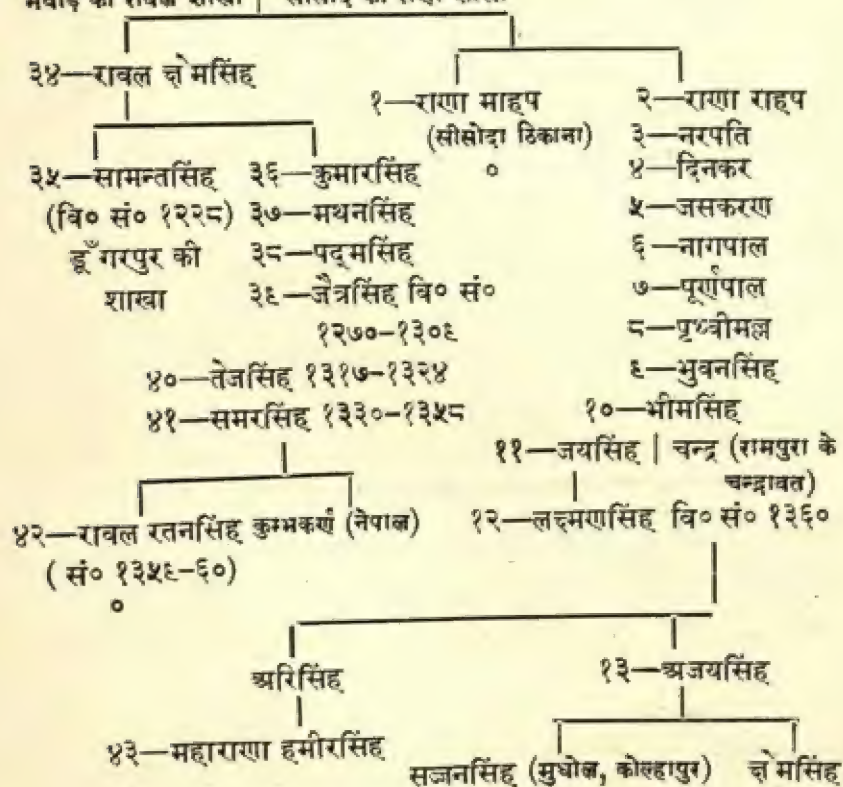 ३४—रावल क्षेमसिंह
१—राणा माहप २—राणा राहप
(सीसोदा ठिकाना) ३—नरपति
३५—सामन्तसिंह ३६—कुमारसिंह ० ४—दिनकर
(वि० सं० १२२८) ३७—मथनसिंह ५—जसकरण
डूँगरपुर की ३८—पद्मसिंह ६—नागपाल
शाखा ३९—जैत्रसिंह वि० सं० ७—पूर्णपाल
१२७०-१३०९ ८—पृथ्वीमल्ल
४०—तेजसिंह १३१७-१३२४ ९—भुवनसिंह
४१—समरसिंह १३३०-१३५८ १०—भीमसिंह
११—जयसिंह | चन्द्र (रामपुरा के
चन्द्रावत)
४२—रावल रतनसिंह कुम्भकर्ण (नेपाल) १२—लक्ष्मणसिंह वि० सं० १३६०
( सं० १३५९-६०)
०
अरिसिंह १३—अजयसिंह
४३—महाराणा हमीरसिंह
सज्जनसिंह (मुधोल, कोल्हापुर) क्षेमसिंह